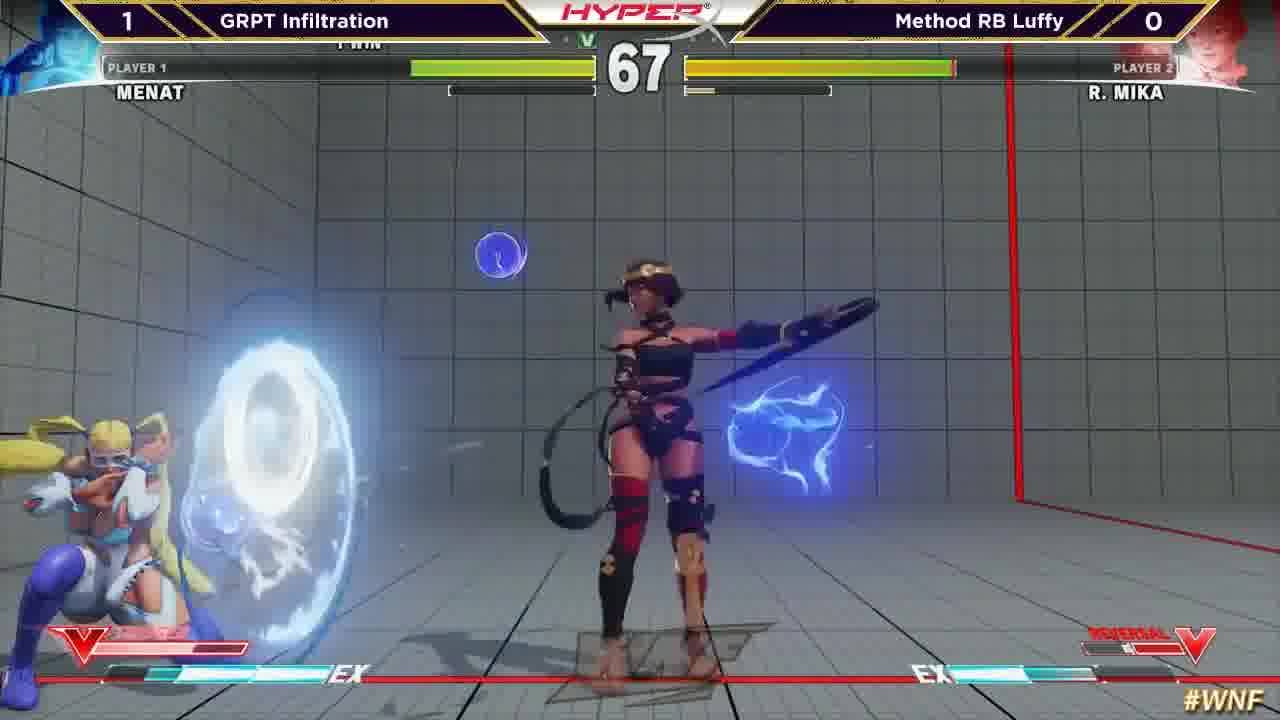 1 GRPT Infiltration HYPERX® Method RB Luffy 0
1 WIN
PLAYER 1 67 PLAYER 2
MENAT R. MIKA
REVERSAL
EX EX
#WNF